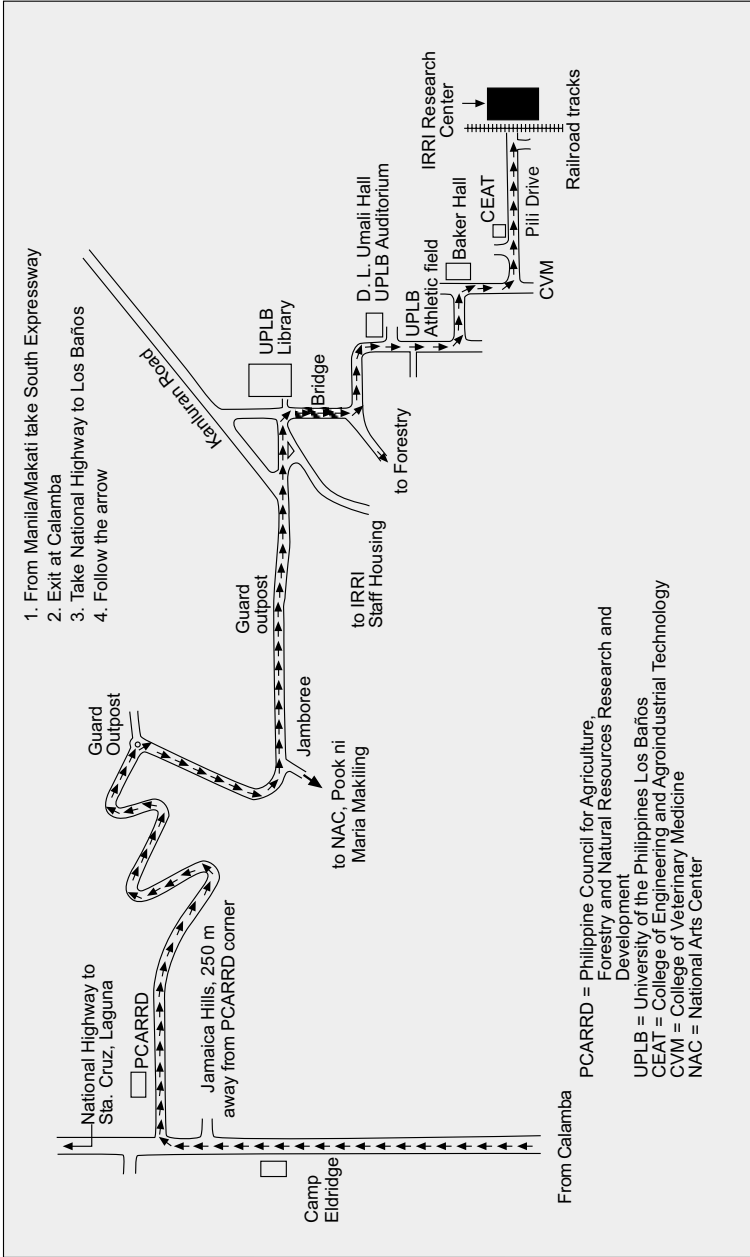 1. From Manila/Makati take South Expressway
2. Exit at Calamba
3. Take National Highway to Los Baños
4. Follow the arrow
National Highway to
Sta. Cruz, Laguna
PCARRD
Jamaica Hills, 250 m
away from PCARRD corner
Camp
Eldridge
From Calamba
Guard
Outpost
to NAC, Pook ni
Maria Makiling
Jamboree
Guard
outpost
to IRRI
Staff Housing
Kanluran Road
UPLB
Library
Bridge
to Forestry
D. L. Umali Hall
UPLB Auditorium
UPLB
Athletic field
Baker Hall
CEAT
CVM
Pili Drive
IRRI Research
Center
Railroad tracks
PCARRD = Philippine Council for Agriculture,
Forestry and Natural Resources Research and
Development
UPLB = University of the Philippines Los Baños
CEAT = College of Engineering and Agroindustrial Technology
CVM = College of Veterinary Medicine
NAC = National Arts Center